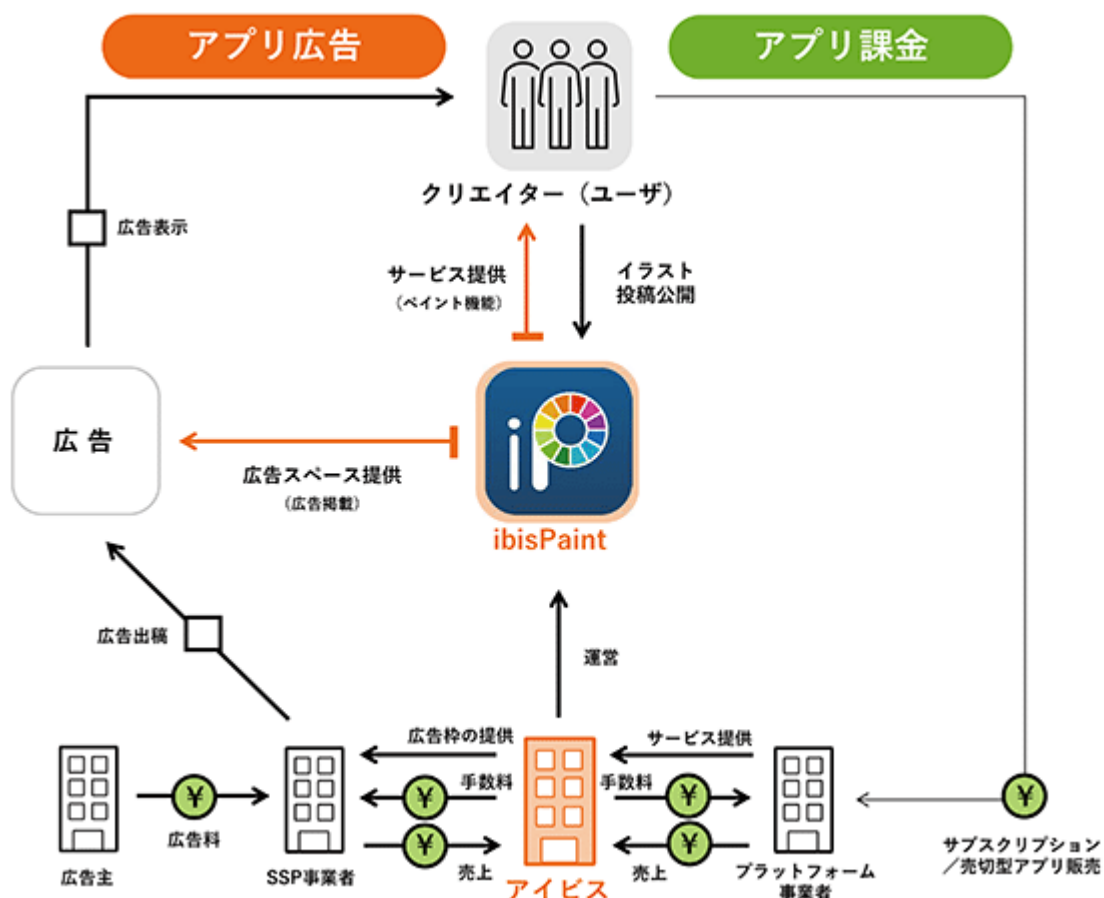 アプリ広告
アプリ課金
クリエイター（ユーザ）
広告表示
サービス提供
（ペイント機能）
イラスト
投稿公開
広告
iP
広告スペース提供
（広告掲載）
ibisPaint
広告出稿
運営
広告枠の提供
サービス提供
手数料
手数料
¥
¥
¥
¥
広告料
¥
売上
¥
売上
広告主
SSP事業者
アイビス
プラットフォーム
事業者
サブスクリプション
／売切型アプリ販売